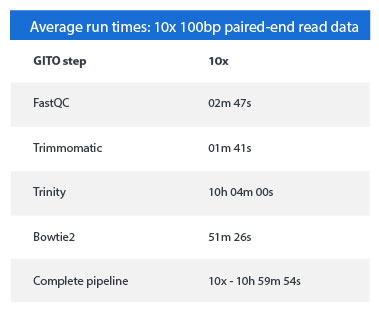 Average run times: 10x 100bp paired-end read data
GITO step 10x
FastQC 02m 47s
Trimmomatic 01m 41s
Trinity 10h 04m 00s
Bowtie2 51m 26s
Complete pipeline 10x - 10h 59m 54s